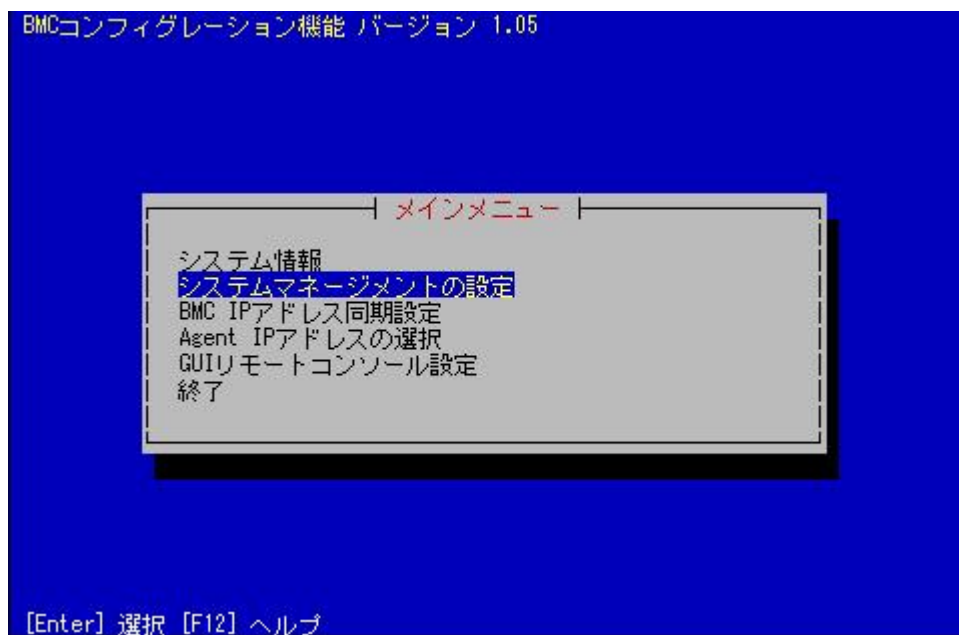 BMCコンフィグレーション機能 バージョン 1.05
メインメニュー
システム情報
システムマネージメントの設定
BMC IPアドレス同期設定
Agent IPアドレスの選択
GUIリモートコンソール設定
終了
[Enter] 選択 [F12] ヘルプ